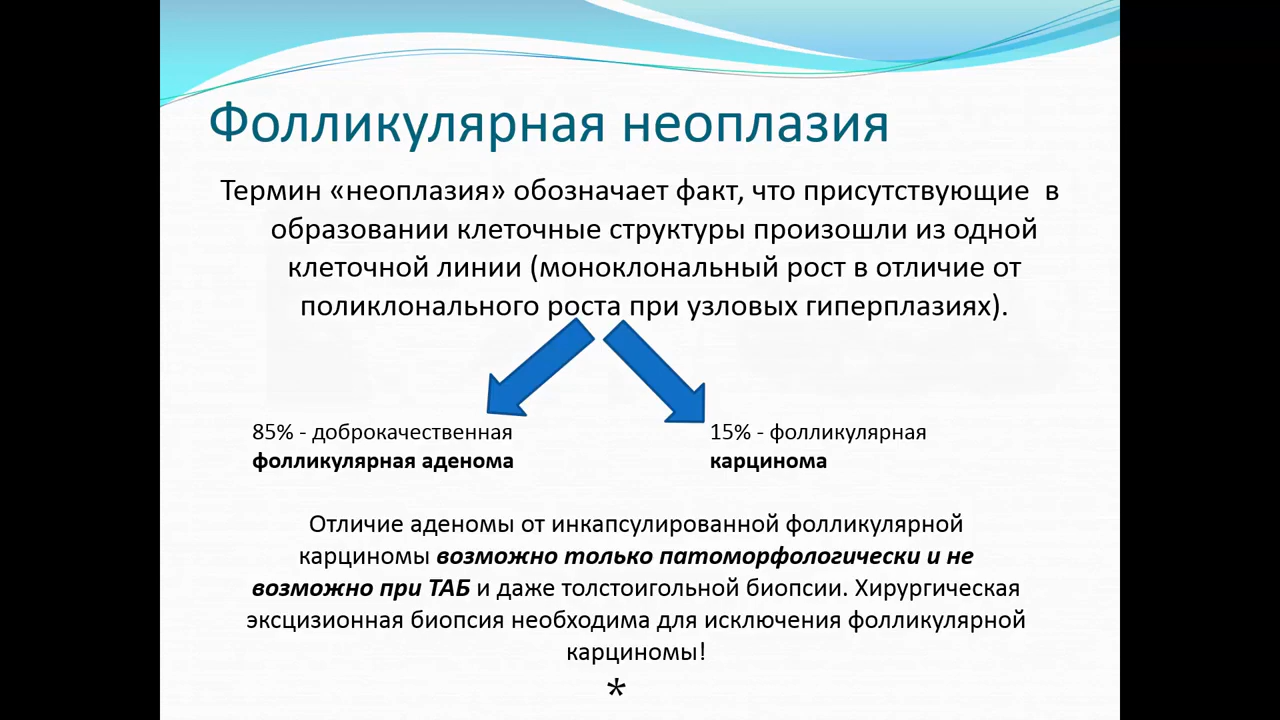 Фолликулярная неоплазия
Термин «неоплазия» обозначает факт, что присутствующие в
образовании клеточные структуры произошли из одной
клеточной линии (моноклональный рост в отличие от
поликлонального роста при узловых гиперплазиях).
85% - доброкачественная
фолликулярная аденома
15% - фолликулярная
карцинома
Отличие аденомы от инкапсулированной фолликулярной
карциномы возможно только патоморфологически и не
возможно при ТАБ и даже толстоигольной биопсии. Хирургическая
эксцизионная биопсия необходима для исключения фолликулярной
карциномы!
*